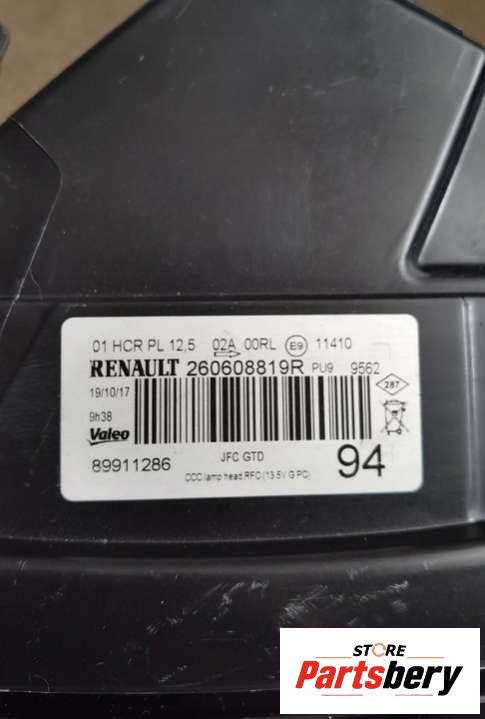 01 HCR PL 12,5 02A 00RL E9 11410
RENAULT 260608819R PU9 9562
19/10/17
287
9h38
Valeo
JFC GTD
89911286
CCC lamp head RFC (13.5V G PC)
94
STORE
Partsbery